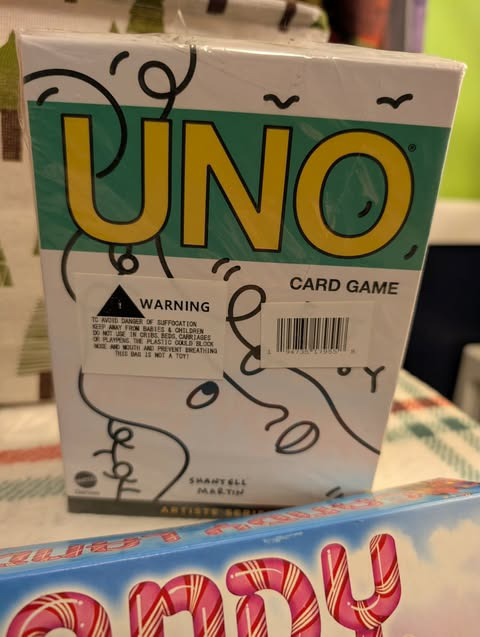 UNO®
CARD GAME
WARNING
TO AVOID DANGER OF SUFFOCATION
KEEP AWAY FROM BABIES & CHILDREN
DO NOT USE IN CRIBS, BEDS, CARRIAGES
OR PLAYPENS. THE PLASTIC COULD BLOCK
NOSE AND MOUTH AND PREVENT BREATHING
THIS BAG IS NOT A TOY!
SHANTELL
MARTIN